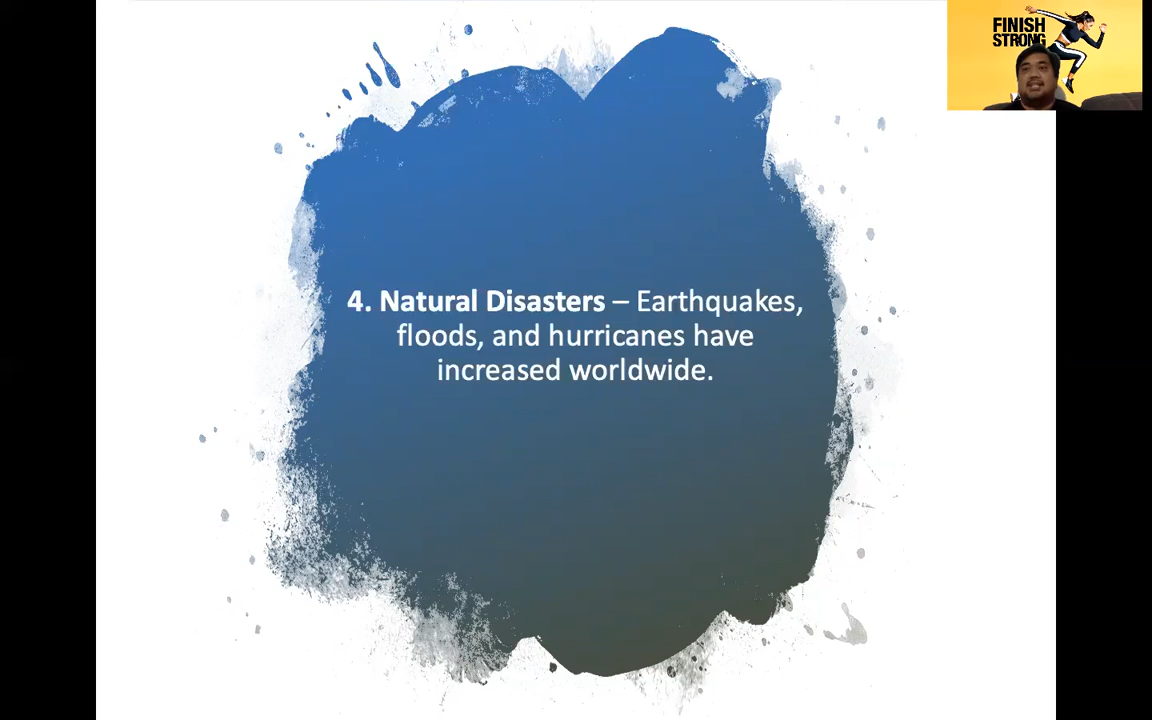 FINISH
STRONG
4. Natural Disasters – Earthquakes,
floods, and hurricanes have
increased worldwide.